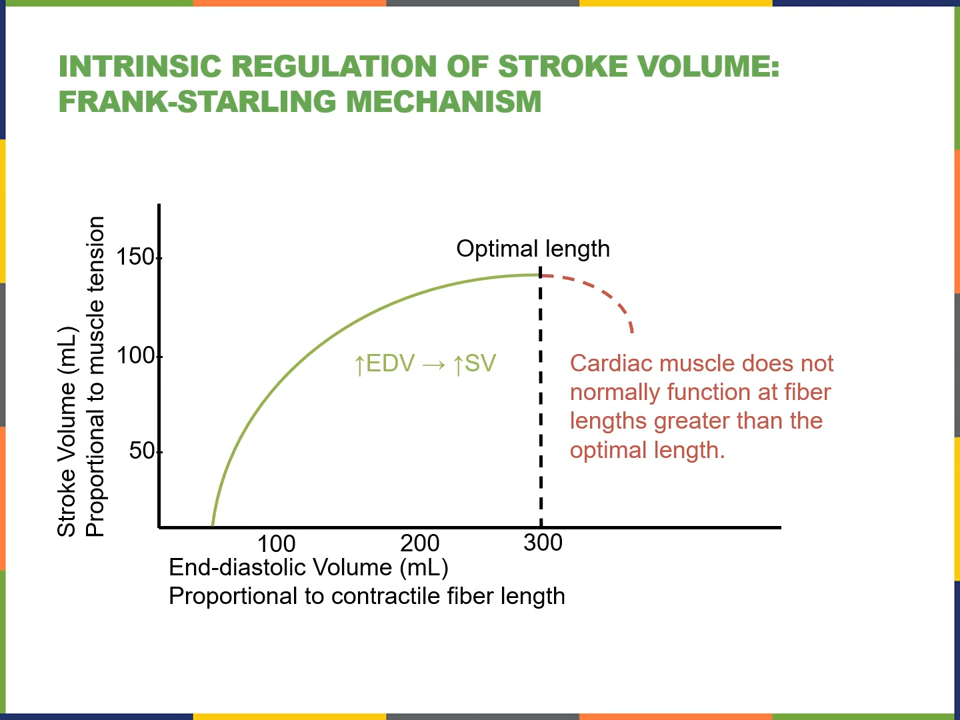 INTRINSIC REGULATION OF STROKE VOLUME:
FRANK-STARLING MECHANISM
Stroke Volume (mL)
Proportional to muscle tension
150
100
50
Optimal length
↑EDV → ↑SV
Cardiac muscle does not
normally function at fiber
lengths greater than the
optimal length.
100 200 300
End-diastolic Volume (mL)
Proportional to contractile fiber length